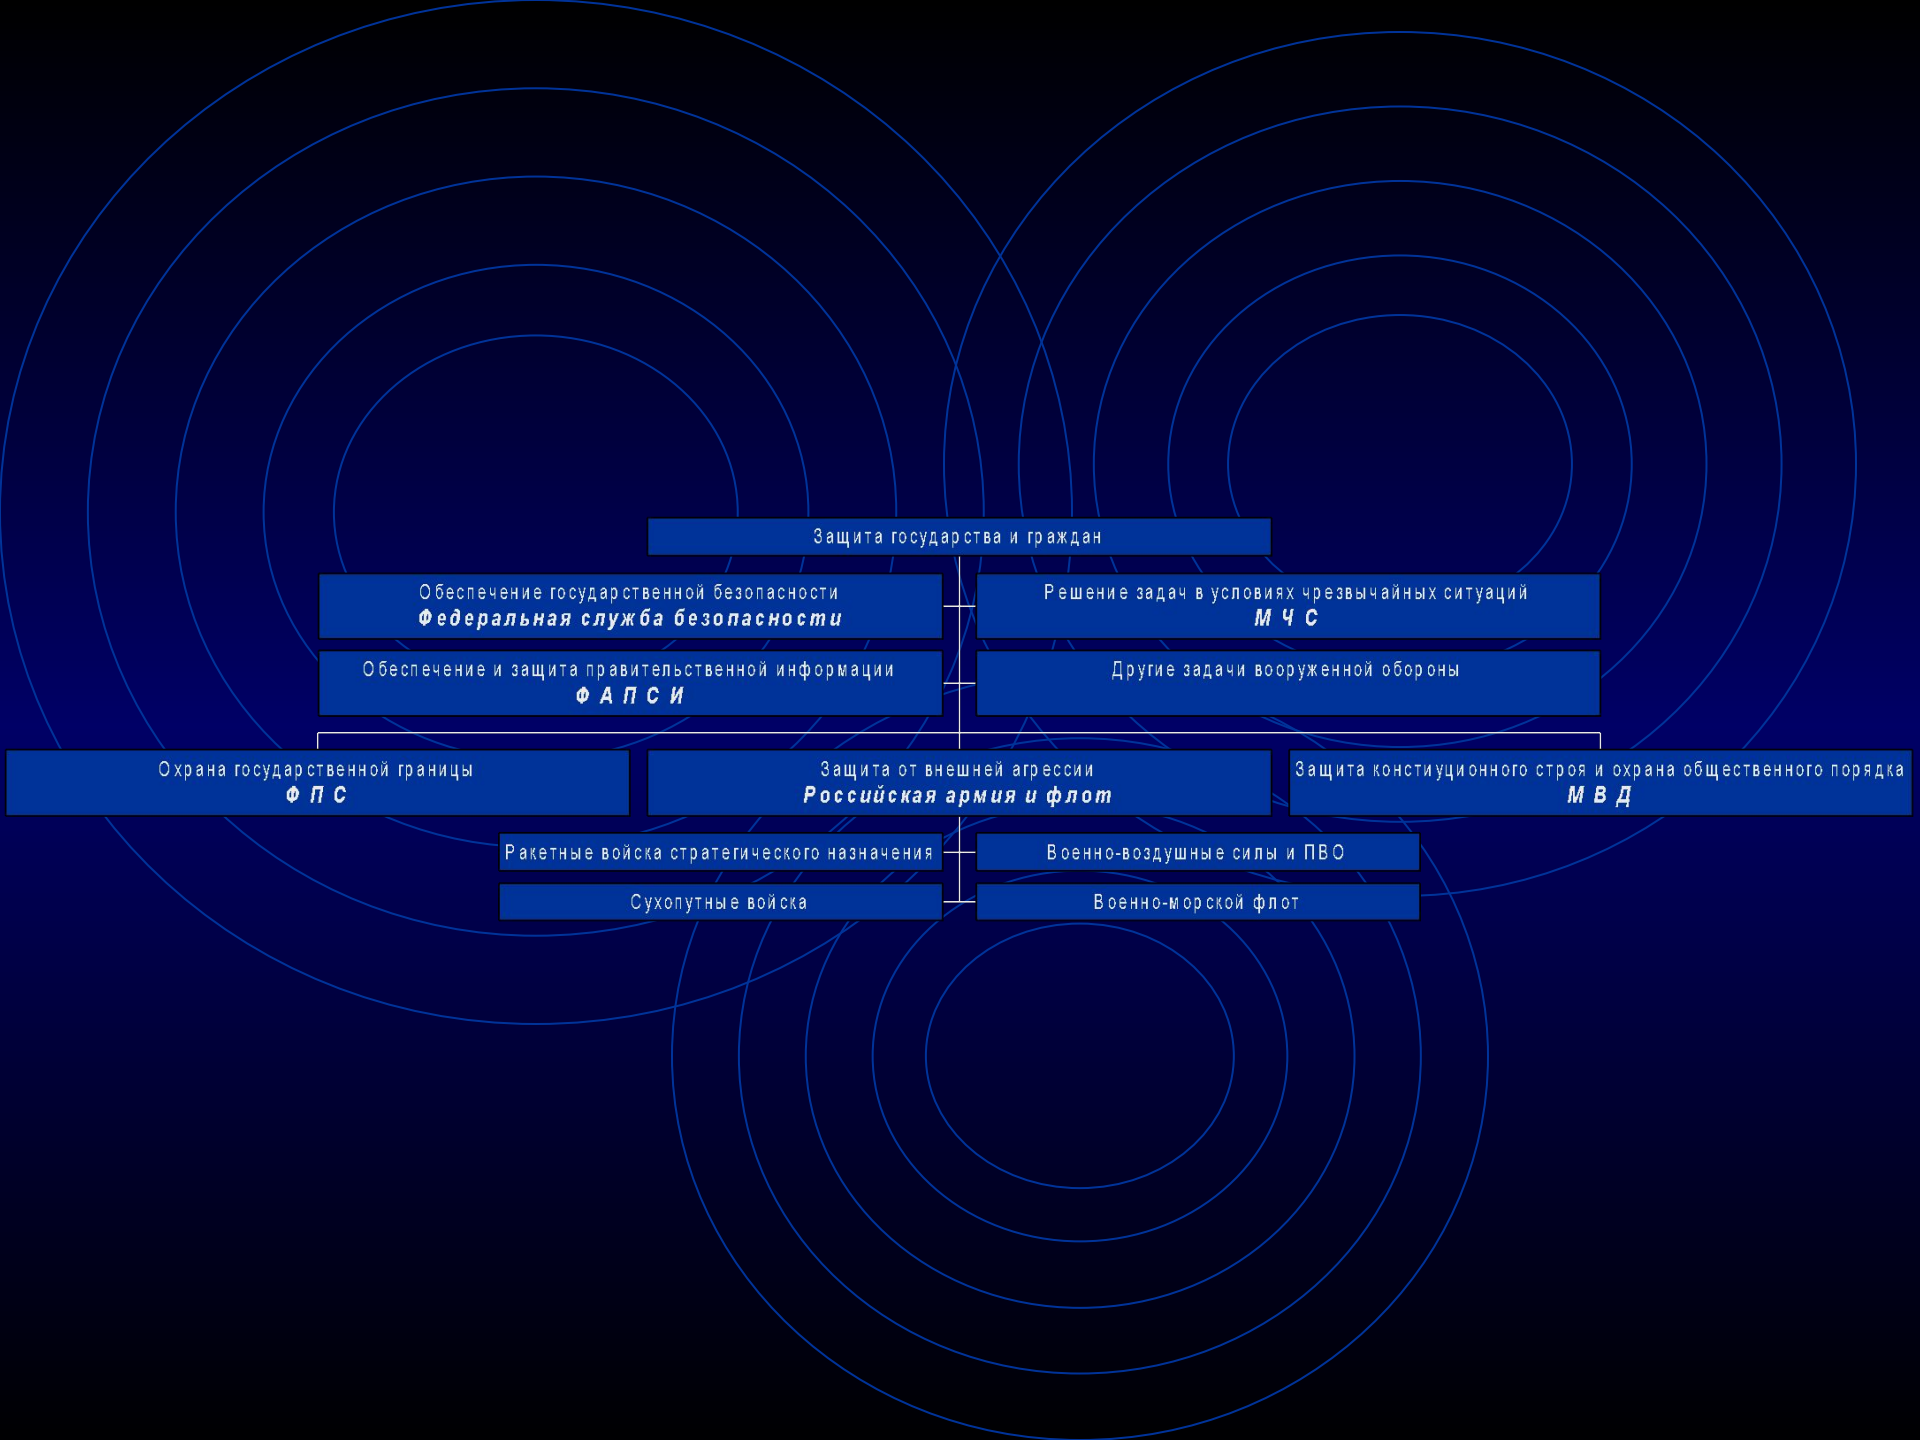 Защита государства и граждан
Обеспечение государственной безопасности
Федеральная служба безопасности
Решение задач в условиях чрезвычайных ситуаций
М Ч С
Обеспечение и защита правительственной информации
Ф А П С И
Другие задачи вооруженной обороны
Охрана государственной границы
Ф П С
Защита от внешней агрессии
Российская армия и флот
Защита констиуционного строя и охрана общественного порядка
М В Д
Ракетные войска стратегического назначения
Военно-воздушные силы и ПВО
Сухопутные войска
Военно-морской флот